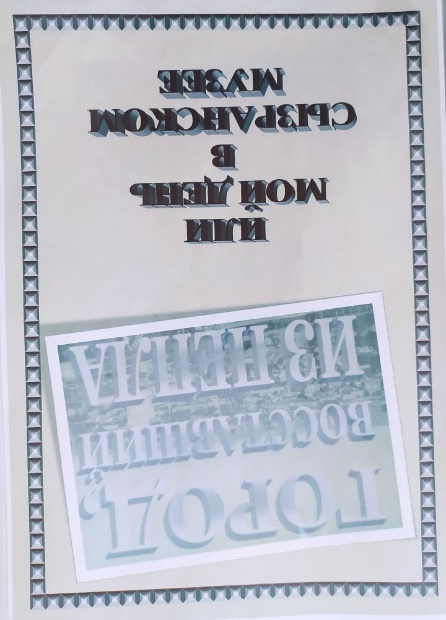 ГОРОД,
ВОССТАВШИЙ
ИЗ ПЕПЛА
ИЛИ
МОЙ ДЕНЬ
В
СЫЗРАНСКОМ
МУЗЕЕ